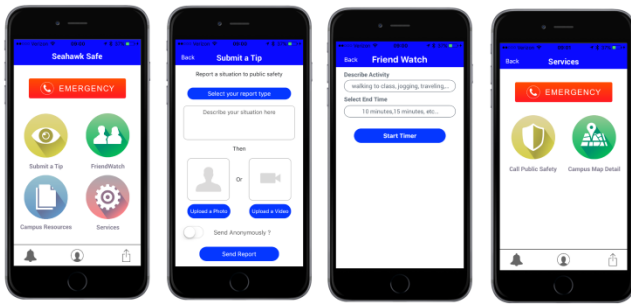 Seahawk Safe
EMERGENCY
Submit a Tip
FriendWatch
Campus Resources
Services
Back
Submit a Tip
Report a situation to public safety
Select your report type
Describe your situation here
Then
Or
Upload a Photo
Upload a Video
Send Anonymously ?
Send Report
Back
Friend Watch
Describe Activity
walking to class, jogging, traveling,...
Select End Time
10 minutes,15 minutes, etc...
Start Timer
Back
Services
EMERGENCY
Call Public Safety
Campus Map Detail